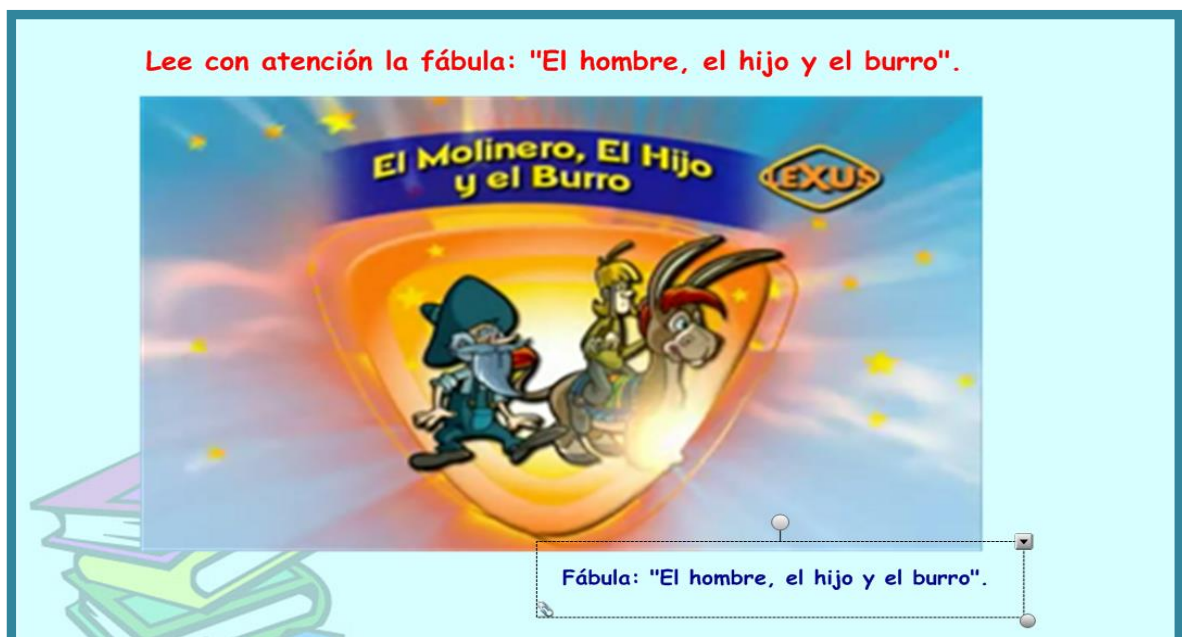 Lee con atención la fábula: "El hombre, el hijo y el burro".
El Molinero, El Hijo
y el Burro
LEXUS
Fábula: "El hombre, el hijo y el burro".